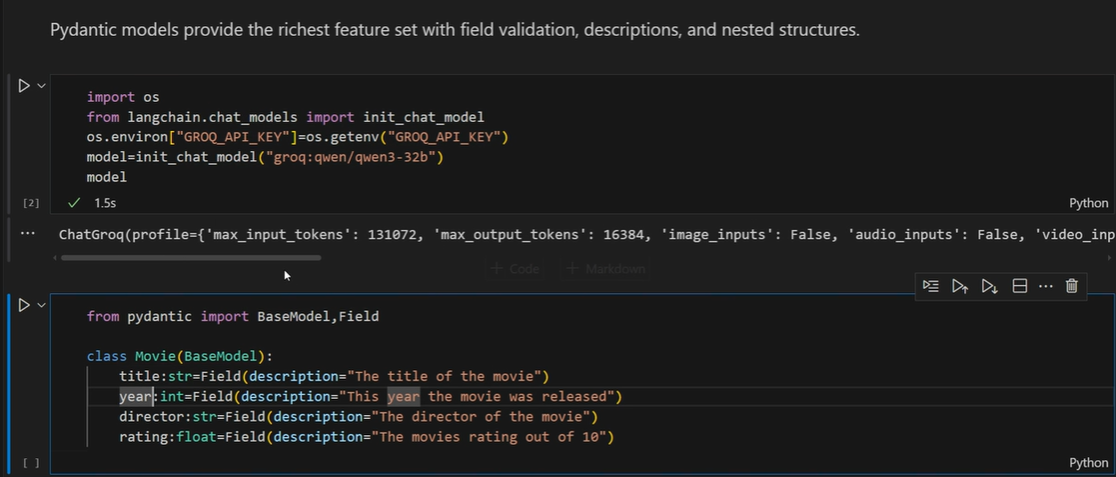 Pydantic models provide the richest feature set with field validation, descriptions, and nested structures.
import os
from langchain.chat_models import init_chat_model
os.environ["GROQ_API_KEY"]=os.getenv("GROQ_API_KEY")
model=init_chat_model("groq:qwen/qwen3-32b")
model
[2] 1.5s Python
... ChatGroq(profile={'max_input_tokens': 131072, 'max_output_tokens': 16384, 'image_inputs': False, 'audio_inputs': False, 'video_inp
+ Code + Markdown
from pydantic import BaseModel,Field
class Movie(BaseModel):
title:str=Field(description="The title of the movie")
year:int=Field(description="This year the movie was released")
director:str=Field(description="The director of the movie")
rating:float=Field(description="The movies rating out of 10")
[ ] Python